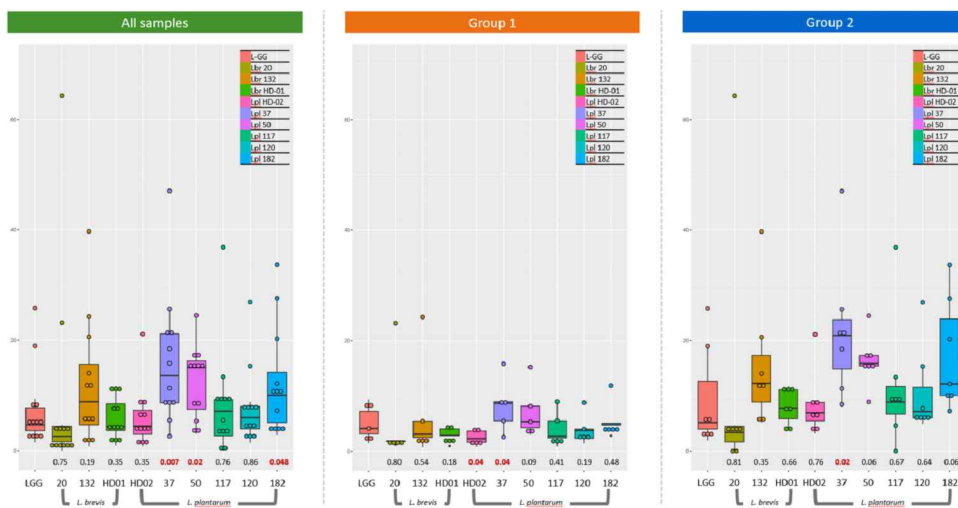 All samples
L-GG
Lbr 20
Lbr 132
Lbr HD-01
Lpl HD-02
Lpl 37
Lpl 50
Lpl 117
Lpl 120
Lpl 182
60
40
20
0
0.75 0.19 0.35 0.35 0.007 0.02 0.76 0.86 0.048
LGG 20 132 HD01 HD02 37 50 117 120 182
L. brevis L. plantarum
Group 1
L-GG
Lbr 20
Lbr 132
Lbr HD-01
Lpl HD-02
Lpl 37
Lpl 50
Lpl 117
Lpl 120
Lpl 182
60
40
20
0
0.80 0.54 0.18 0.04 0.04 0.09 0.41 0.19 0.48
LGG 20 132 HD01 HD02 37 50 117 120 182
L. brevis L. plantarum
Group 2
L-GG
Lbr 20
Lbr 132
Lbr HD-01
Lpl HD-02
Lpl 37
Lpl 50
Lpl 117
Lpl 120
Lpl 182
60
40
20
0
0.81 0.35 0.66 0.76 0.02 0.06 0.67 0.64 0.06
LGG 20 132 HD01 HD02 37 50 117 120 182
L. brevis L. plantarum